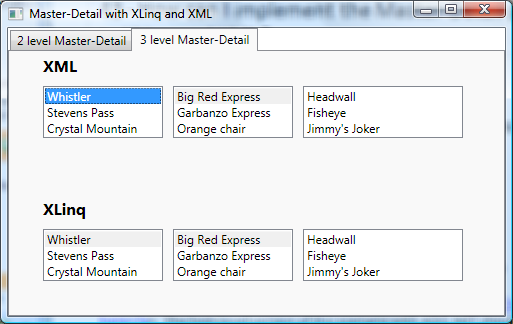 Master-Detail with XLinq and XML
2 level Master-Detail 3 level Master-Detail
XML
Whistler Big Red Express Headwall
Stevens Pass Garbanzo Express Fisheye
Crystal Mountain Orange chair Jimmy's Joker
XLinq
Whistler Big Red Express Headwall
Stevens Pass Garbanzo Express Fisheye
Crystal Mountain Orange chair Jimmy's Joker